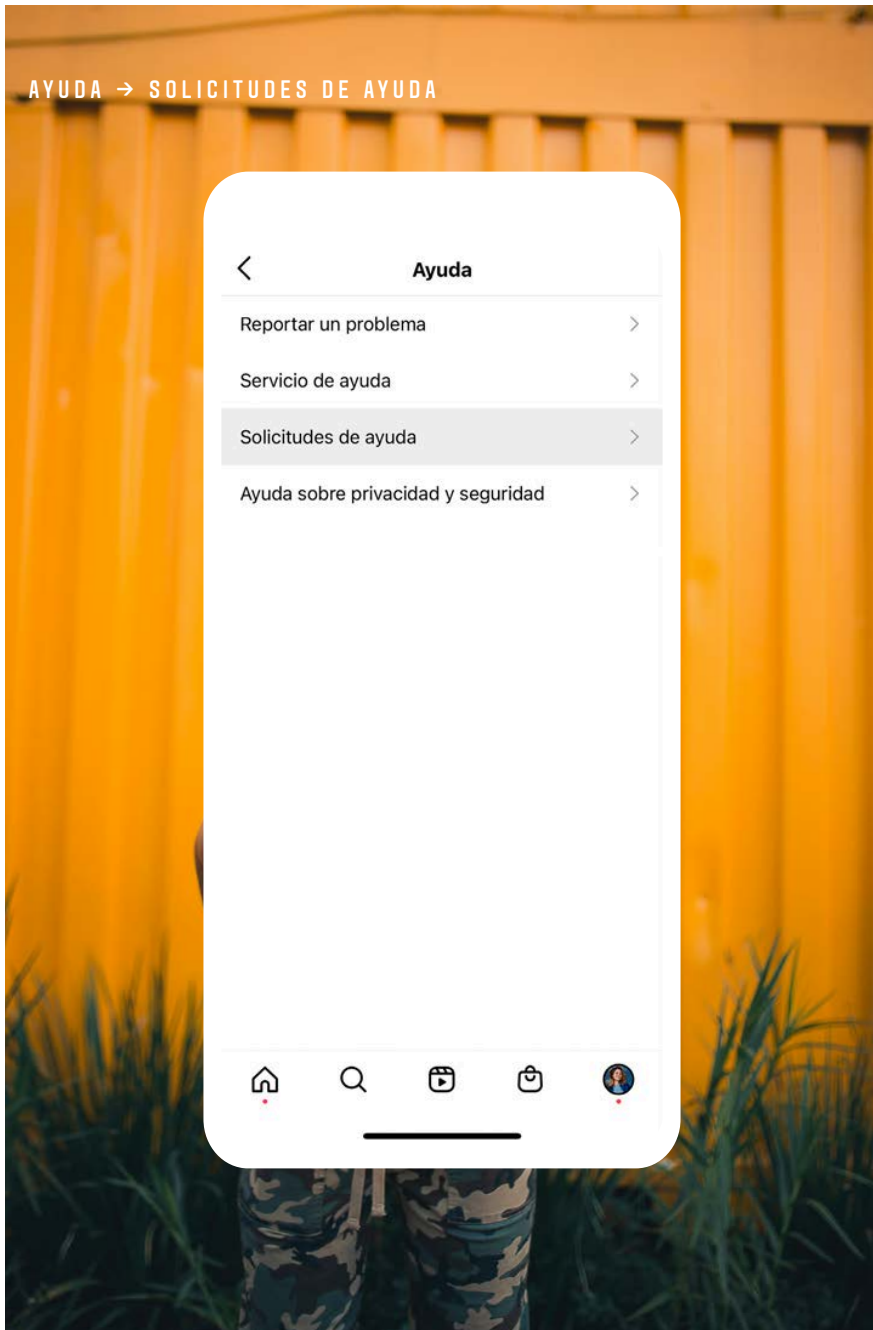 AYUDA → SOLICITUDES DE AYUDA
Ayuda
Reportar un problema
Servicio de ayuda
Solicitudes de ayuda
Ayuda sobre privacidad y seguridad